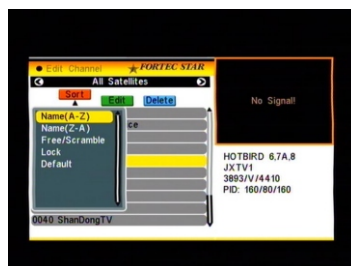 Edit Channel
FORTEC STAR
All Satellites
Sort
Edit
Delete
No Signal!
Name(A-Z)
Name(Z-A)
Free/Scramble
Lock
Default
ce
HOTBIRD 6,7A,8
JXTV1
3893/V/4410
PID: 160/80/160
0040 ShanDongTV